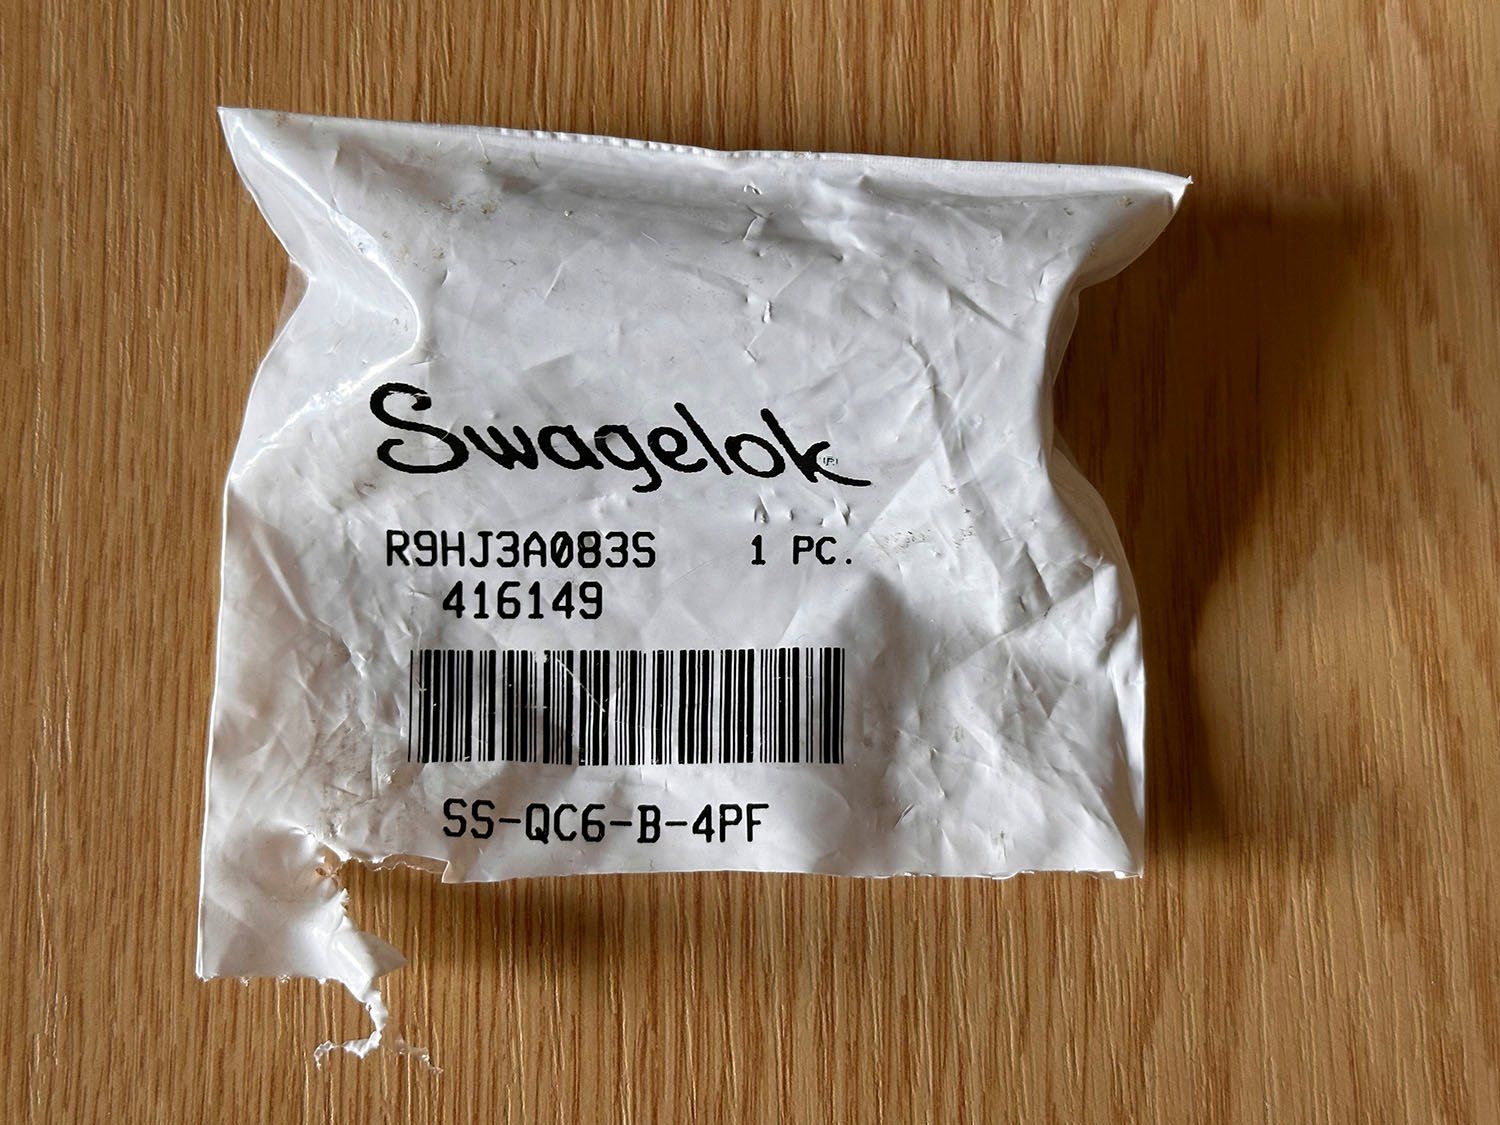 Swagelok®
R9HJ3A083S 1 PC.
416149
SS-QC6-B-4PF